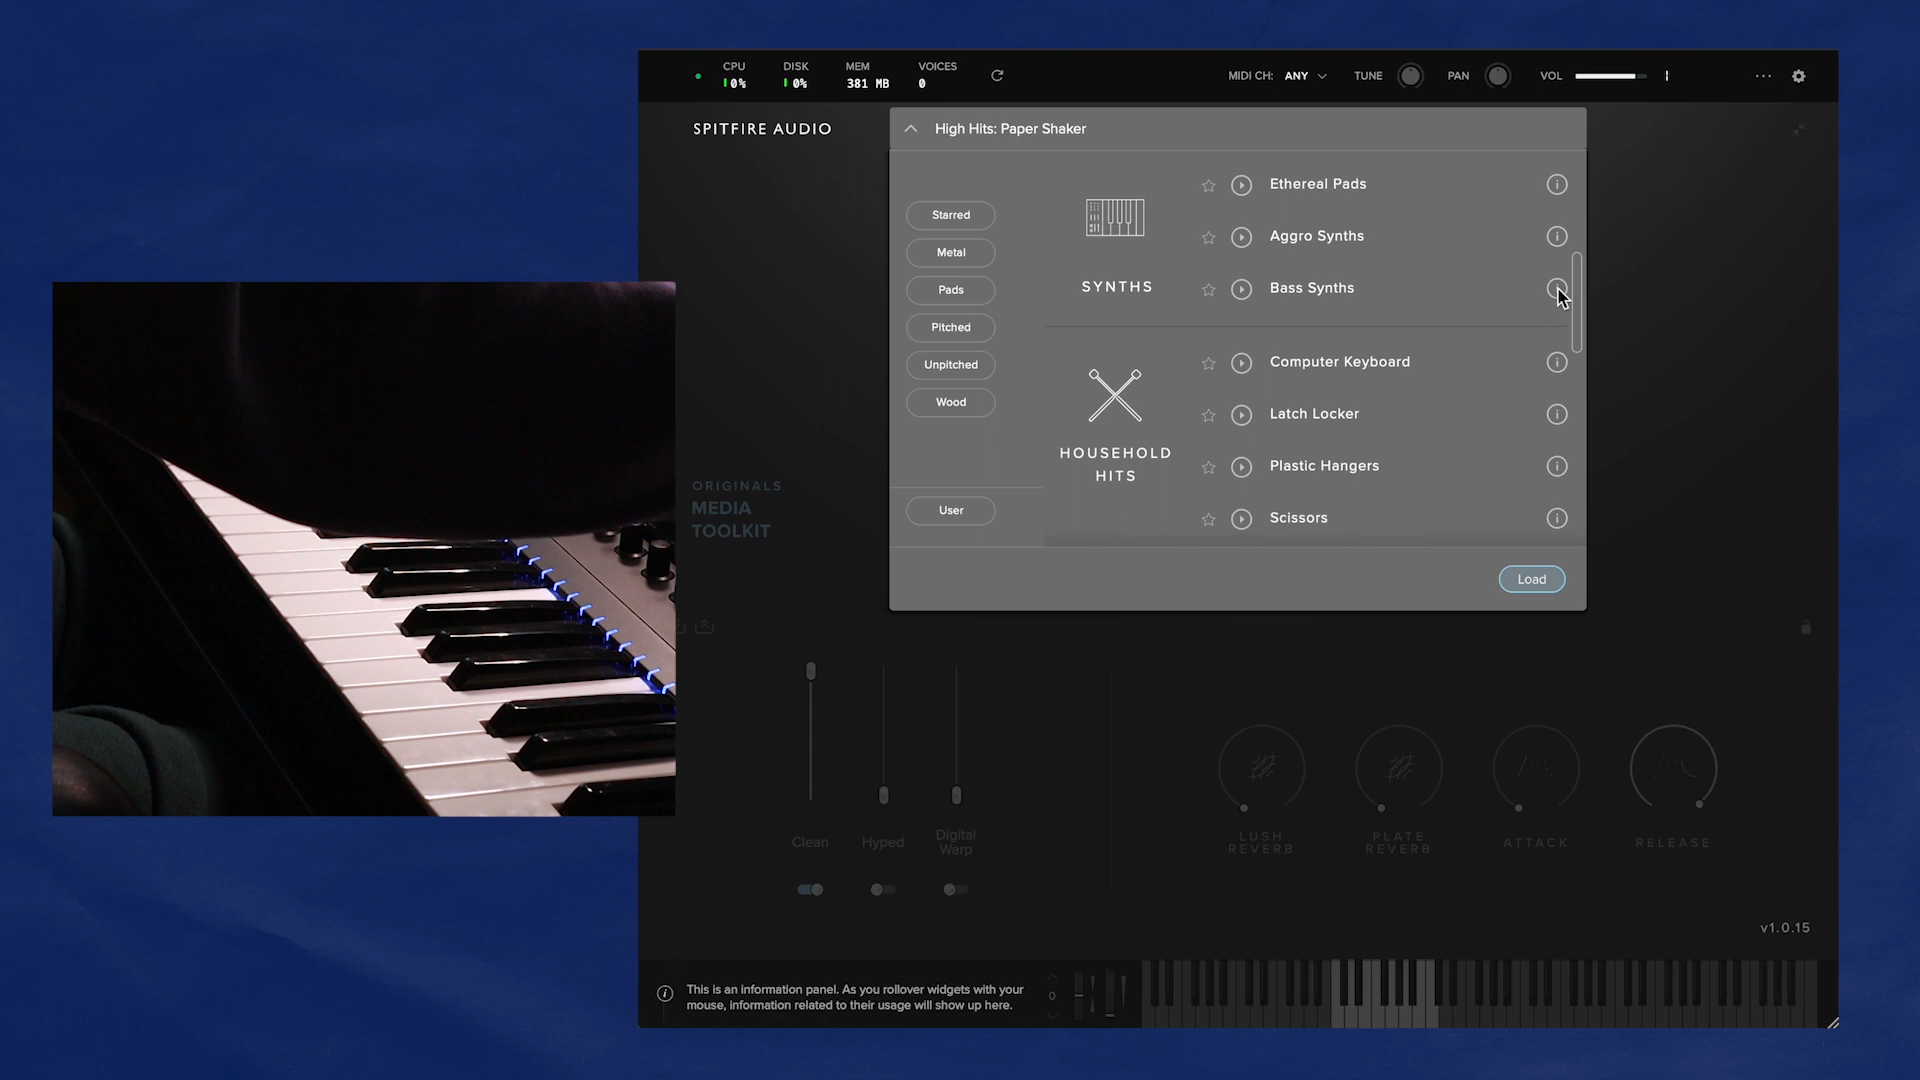 CPU
DISK
MEM
VOICES
0%
0%
381 MB
0
MIDI CH: ANY
TUNE
PAN
VOL
SPITFIRE AUDIO
High Hits: Paper Shaker
Starred
Metal
Pads
Pitched
Unpitched
Wood
User
SYNTHS
Ethereal Pads
Aggro Synths
Bass Synths
HOUSEHOLD
HITS
Computer Keyboard
Latch Locker
Plastic Hangers
Scissors
Load
ORIGINALS
MEDIA
TOOLKIT
Clean
Hyped
Digital
Warp
LUSH
REVERB
PLATE
REVERB
ATTACK
RELEASE
v1.0.15
This is an information panel. As you rollover widgets with your
mouse, information related to their usage will show up here.
0